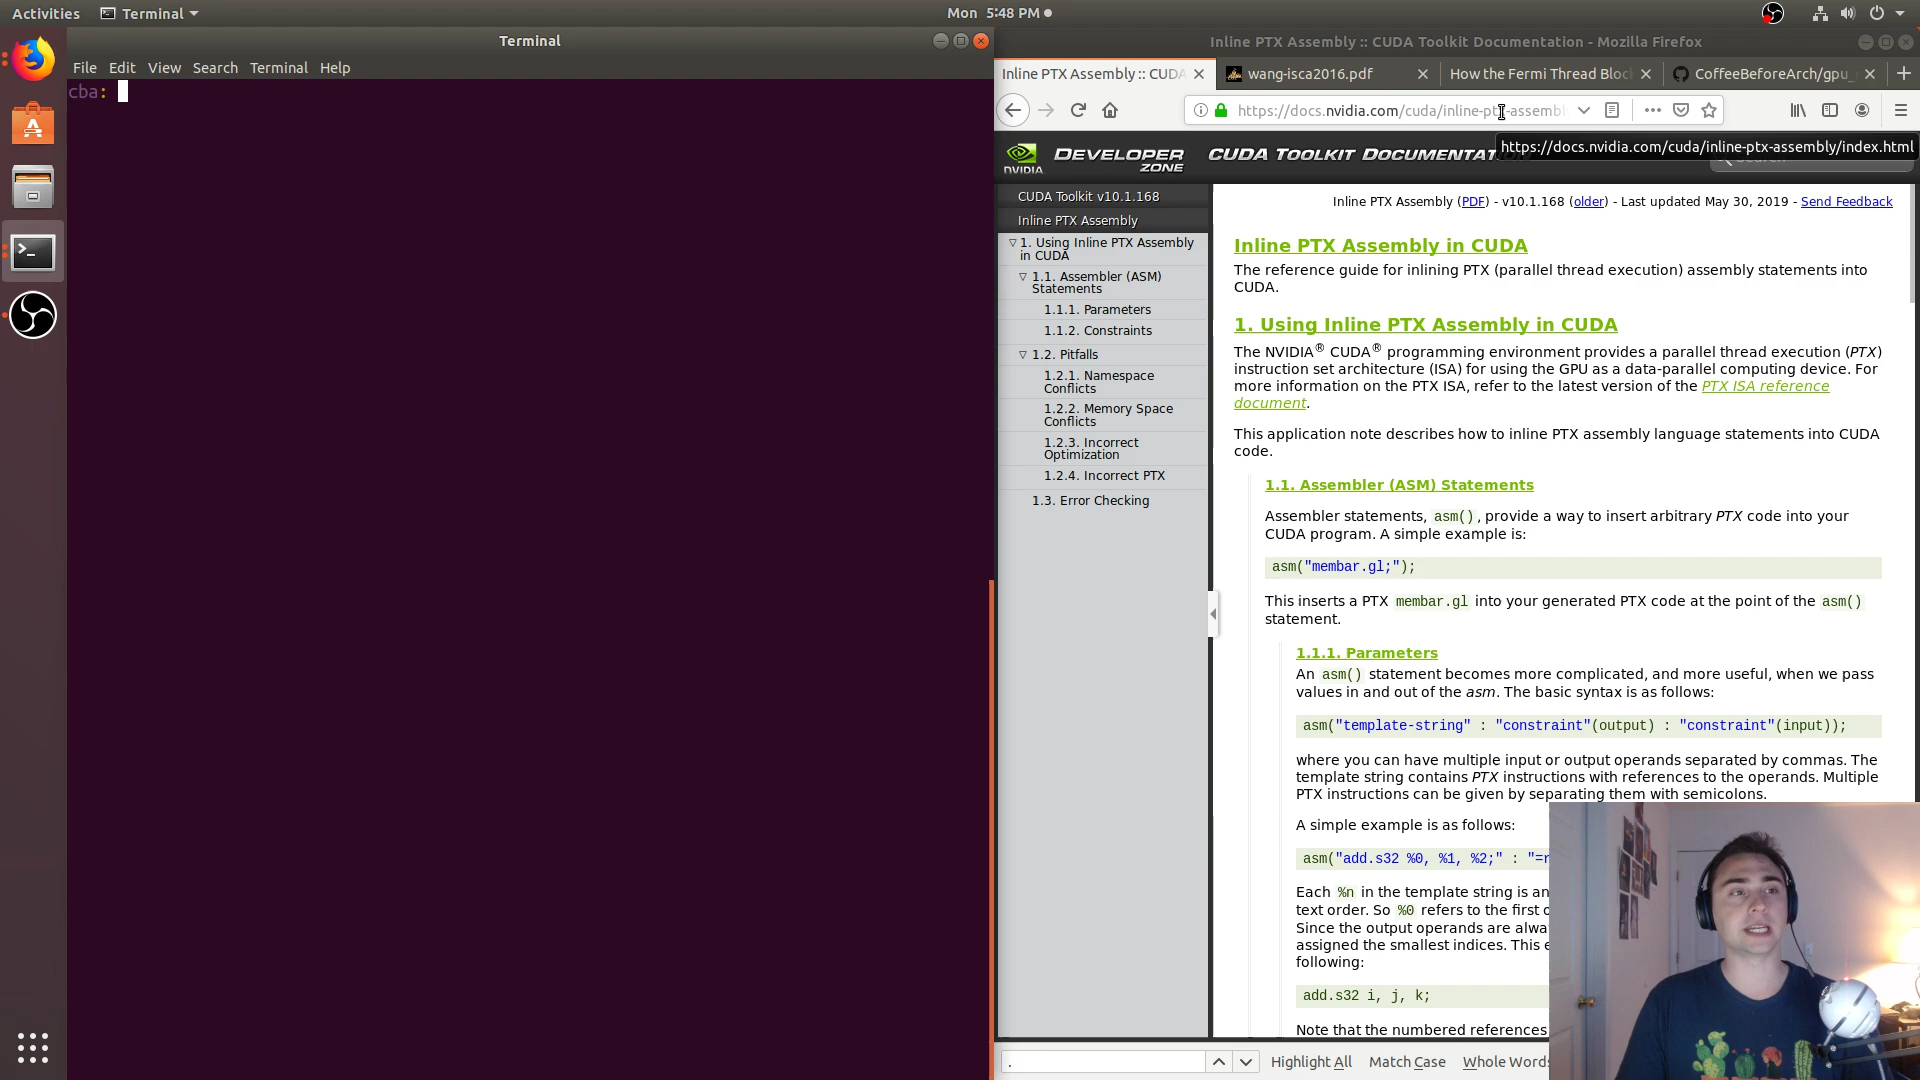 Activities
Terminal
Mon 5:48 PM
Terminal
File Edit View Search Terminal Help
cba:
Inline PTX Assembly :: CUDA Toolkit Documentation - Mozilla Firefox
Inline PTX Assembly :: CUDA
wang-isca2016.pdf
How the Fermi Thread Bloc
CoffeeBeforeArch/gpu_
https://docs.nvidia.com/cuda/inline-ptx-assembl
https://docs.nvidia.com/cuda/inline-ptx-assembly/index.html
NVIDIA
DEVELOPER ZONE
CUDA TOOLKIT DOCUMENTAT
CUDA Toolkit v10.1.168
Inline PTX Assembly
1. Using Inline PTX Assembly
in CUDA
1.1. Assembler (ASM)
Statements
1.1.1. Parameters
1.1.2. Constraints
1.2. Pitfalls
1.2.1. Namespace
Conflicts
1.2.2. Memory Space
Conflicts
1.2.3. Incorrect
Optimization
1.2.4. Incorrect PTX
1.3. Error Checking
Inline PTX Assembly (PDF) - v10.1.168 (older) - Last updated May 30, 2019 - Send Feedback
Inline PTX Assembly in CUDA
The reference guide for inlining PTX (parallel thread execution) assembly statements into
CUDA.
1. Using Inline PTX Assembly in CUDA
The NVIDIA® CUDA® programming environment provides a parallel thread execution (PTX)
instruction set architecture (ISA) for using the GPU as a data-parallel computing device. For
more information on the PTX ISA, refer to the latest version of the PTX ISA reference
document.
This application note describes how to inline PTX assembly language statements into CUDA
code.
1.1. Assembler (ASM) Statements
Assembler statements, asm(), provide a way to insert arbitrary PTX code into your
CUDA program. A simple example is:
asm("membar.gl;");
This inserts a PTX membar.gl into your generated PTX code at the point of the asm()
statement.
1.1.1. Parameters
An asm() statement becomes more complicated, and more useful, when we pass
values in and out of the asm. The basic syntax is as follows:
asm("template-string" : "constraint"(output) : "constraint"(input));
where you can have multiple input or output operands separated by commas. The
template string contains PTX instructions with references to the operands. Multiple
PTX instructions can be given by separating them with semicolons.
A simple example is as follows:
asm("add.s32 %0, %1, %2;" : "=r
Each %n in the template string is an
text order. So %0 refers to the first o
Since the output operands are alwa
assigned the smallest indices. This e
following:
add.s32 i, j, k;
Note that the numbered references
.
Highlight All Match Case Whole Words